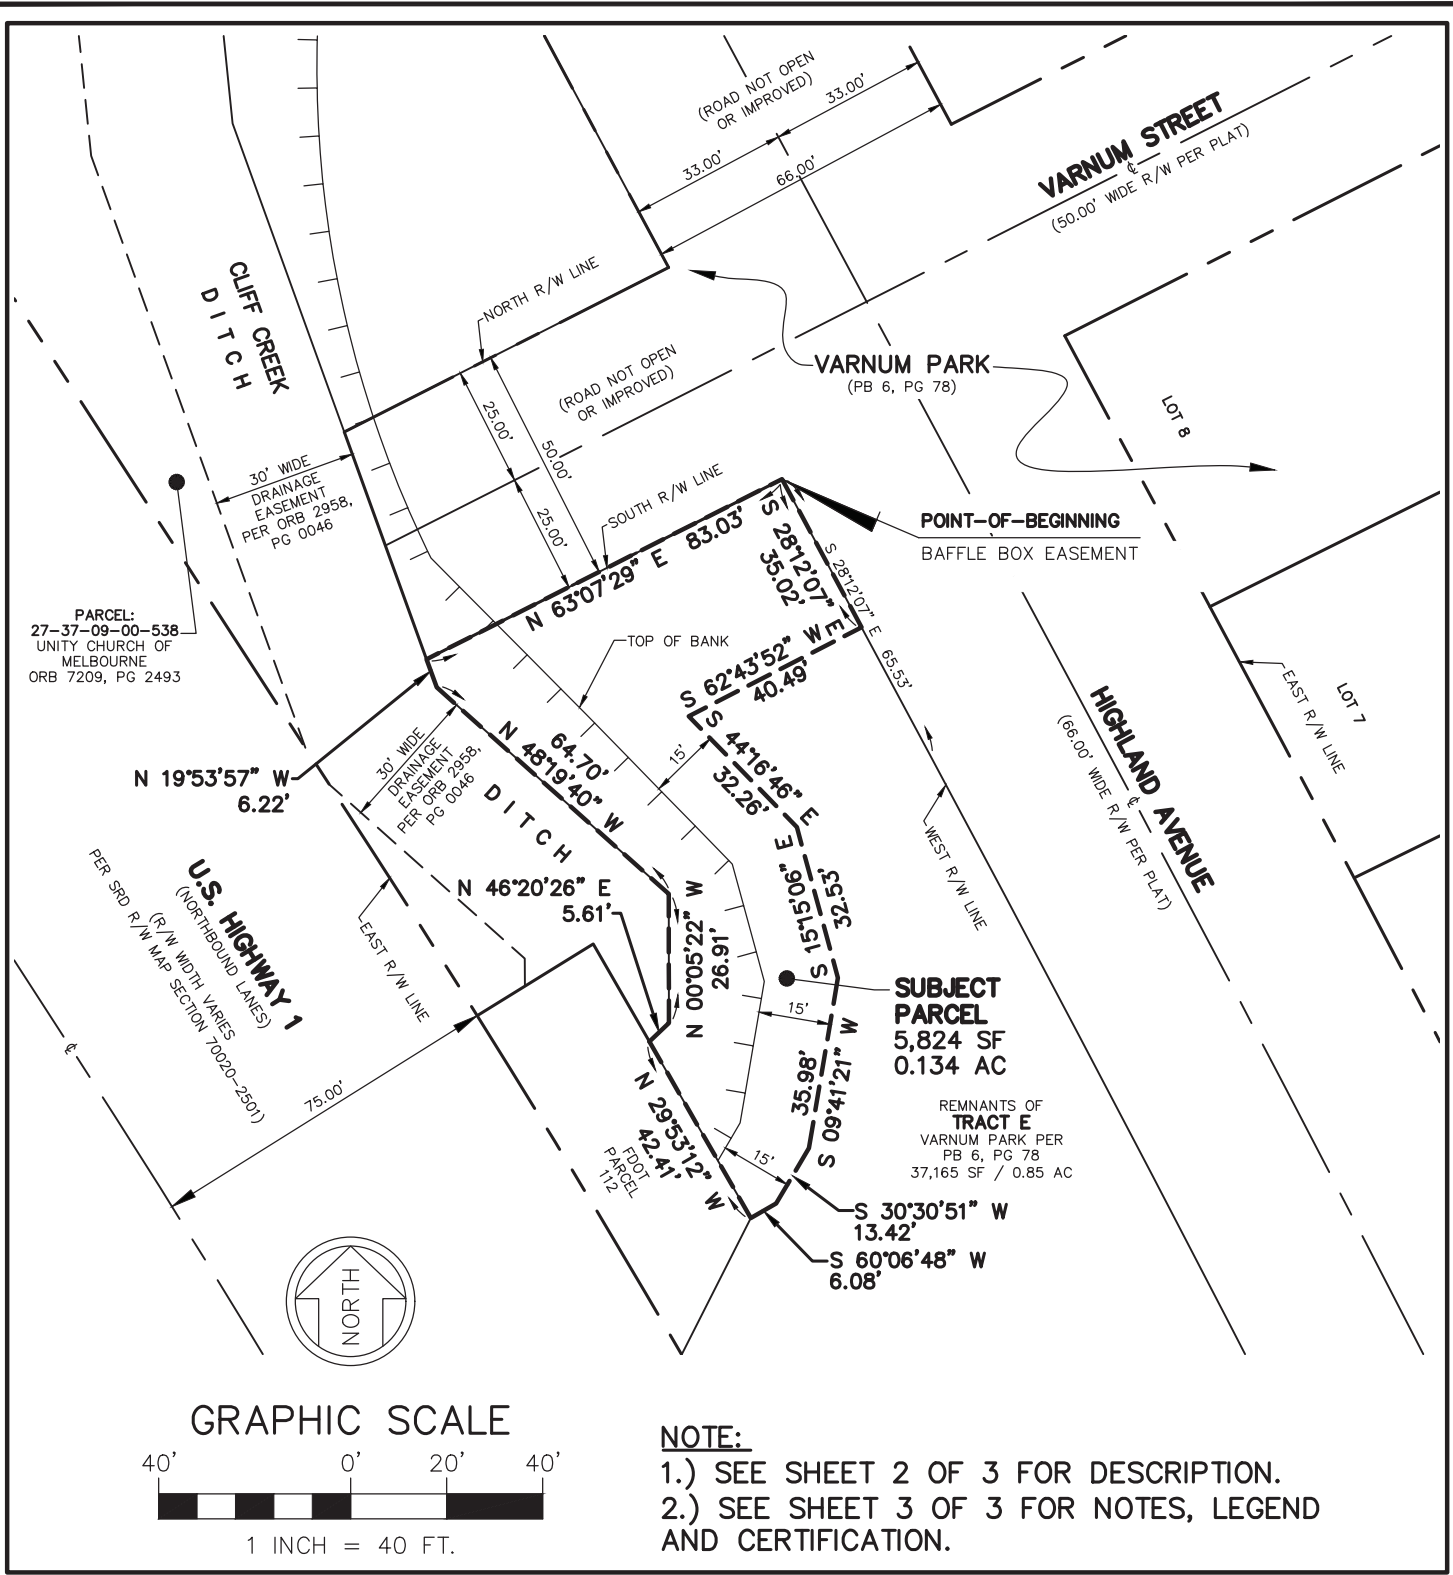 (ROAD NOT OPEN
OR IMPROVED)
33.00'
33.00'
66.00'
VARNUM STREET
℄
(50.00' WIDE R/W PER PLAT)
CLIFF CREEK
DITCH
NORTH R/W LINE
(ROAD NOT OPEN
OR IMPROVED)
VARNUM PARK
(PB 6, PG 78)
LOT 8
25.00'
50.00'
25.00'
30' WIDE
DRAINAGE
EASEMENT
PER ORB 2958,
PG 0046
SOUTH R/W LINE
N 63°07'29" E 83.03'
S 28°12'07" E
35.02'
S 28°12'07" E 65.53'
POINT-OF-BEGINNING
BAFFLE BOX EASEMENT
PARCEL:
27-37-09-00-538
UNITY CHURCH OF
MELBOURNE
ORB 7209, PG 2493
TOP OF BANK
S 62°43'52" W
40.49'
EAST R/W LINE
LOT 7
HIGHLAND AVENUE
℄
(66.00' WIDE R/W PER PLAT)
N 19°53'57" W
6.22'
30' WIDE
DRAINAGE
EASEMENT
PER ORB 2958,
PG 0046
64.70'
N 48°19'40" W
DITCH
15'
S 44°16'46" E
32.26'
WEST R/W LINE
U.S. HIGHWAY 1
(NORTHBOUND LANES)
(R/W WIDTH VARIES
PER SRD R/W MAP SECTION 70020-2501)
℄
EAST R/W LINE
N 46°20'26" E
5.61'
N 00°05'22" W
26.91'
S 15°15'06" E
32.53'
SUBJECT
PARCEL
5,824 SF
0.134 AC
15'
75.00'
35.98'
S 09°41'21" W
N 29°53'12" W
42.41'
FDOT
PARCEL
112
REMNANTS OF
TRACT E
VARNUM PARK PER
PB 6, PG 78
37,165 SF / 0.85 AC
15'
S 30°30'51" W
13.42'
S 60°06'48" W
6.08'
NORTH
GRAPHIC SCALE
40' 0' 20' 40'
1 INCH = 40 FT.
NOTE:
1.) SEE SHEET 2 OF 3 FOR DESCRIPTION.
2.) SEE SHEET 3 OF 3 FOR NOTES, LEGEND
AND CERTIFICATION.